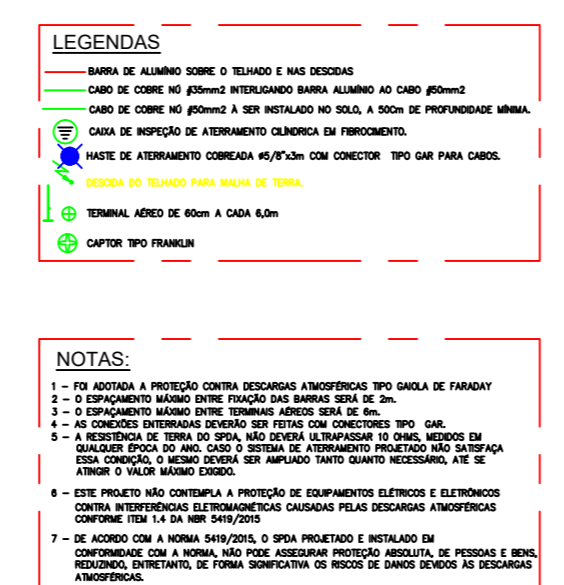 LEGENDAS
BARRA DE ALUMÍNIO SOBRE O TELHADO E NAS DESCIDAS
CABO DE COBRE NÚ #35mm2 INTERLIGANDO BARRA ALUMÍNIO AO CABO #50mm2
CABO DE COBRE NÚ #50mm2 À SER INSTALADO NO SOLO, A 50Cm DE PROFUNDIDADE MÍNIMA.
CAIXA DE INSPEÇÃO DE ATERRAMENTO CILÍNDRICA EM FIBROCIMENTO.
HASTE DE ATERRAMENTO COBREADA ø5/8"x3m COM CONECTOR TIPO GAR PARA CABOS.
DESCIDA DO TELHADO PARA MALHA DE TERRA.
TERMINAL AÉREO DE 60cm A CADA 6,0m
CAPTOR TIPO FRANKLIN
NOTAS:
1 – FOI ADOTADA A PROTEÇÃO CONTRA DESCARGAS ATMOSFÉRICAS TIPO GAIOLA DE FARADAY
2 – O ESPAÇAMENTO MÁXIMO ENTRE FIXAÇÃO DAS BARRAS SERÁ DE 2m.
3 – O ESPAÇAMENTO MÁXIMO ENTRE TERMINAIS AÉREOS SERÁ DE 6m.
4 – AS CONEXÕES ENTERRADAS DEVERÃO SER FEITAS COM CONECTORES TIPO GAR.
5 – A RESISTÊNCIA DE TERRA DO SPDA, NÃO DEVERÁ ULTRAPASSAR 10 OHMS, MEDIDOS EM
QUALQUER ÉPOCA DO ANO. CASO O SISTEMA DE ATERRAMENTO PROJETADO NÃO SATISFAÇA
ESSA CONDIÇÃO, O MESMO DEVERÁ SER AMPLIADO TANTO QUANTO NECESSÁRIO, ATÉ SE
ATINGIR O VALOR MÁXIMO EXIGIDO.
6 – ESTE PROJETO NÃO CONTEMPLA A PROTEÇÃO DE EQUIPAMENTOS ELÉTRICOS E ELETRÔNICOS
CONTRA INTERFERÊNCIAS ELETROMAGNÉTICAS CAUSADAS PELAS DESCARGAS ATMOSFÉRICAS
CONFORME ITEM 1.4 DA NBR 5419/2015
7 – DE ACORDO COM A NORMA 5419/2015, O SPDA PROJETADO E INSTALADO EM
CONFORMIDADE COM A NORMA, NÃO PODE ASSEGURAR PROTEÇÃO ABSOLUTA, DE PESSOAS E BENS,
REDUZINDO, ENTRETANTO, DE FORMA SIGNIFICATIVA OS RISCOS DE DANOS DEVIDOS ÀS DESCARGAS
ATMOSFÉRICAS.